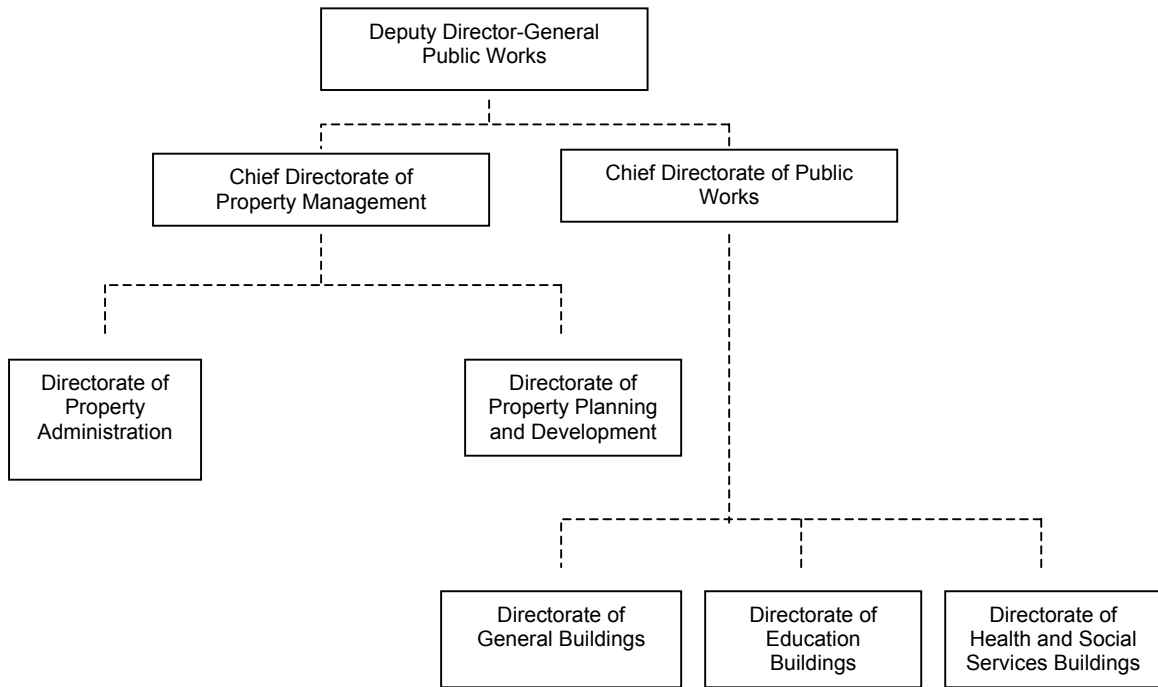 Deputy Director-General
Public Works
Chief Directorate of
Property Management
Chief Directorate of Public
Works
Directorate of
Property
Administration
Directorate of
Property Planning
and Development
Directorate of
General Buildings
Directorate of
Education
Buildings
Directorate of
Health and Social
Services Buildings